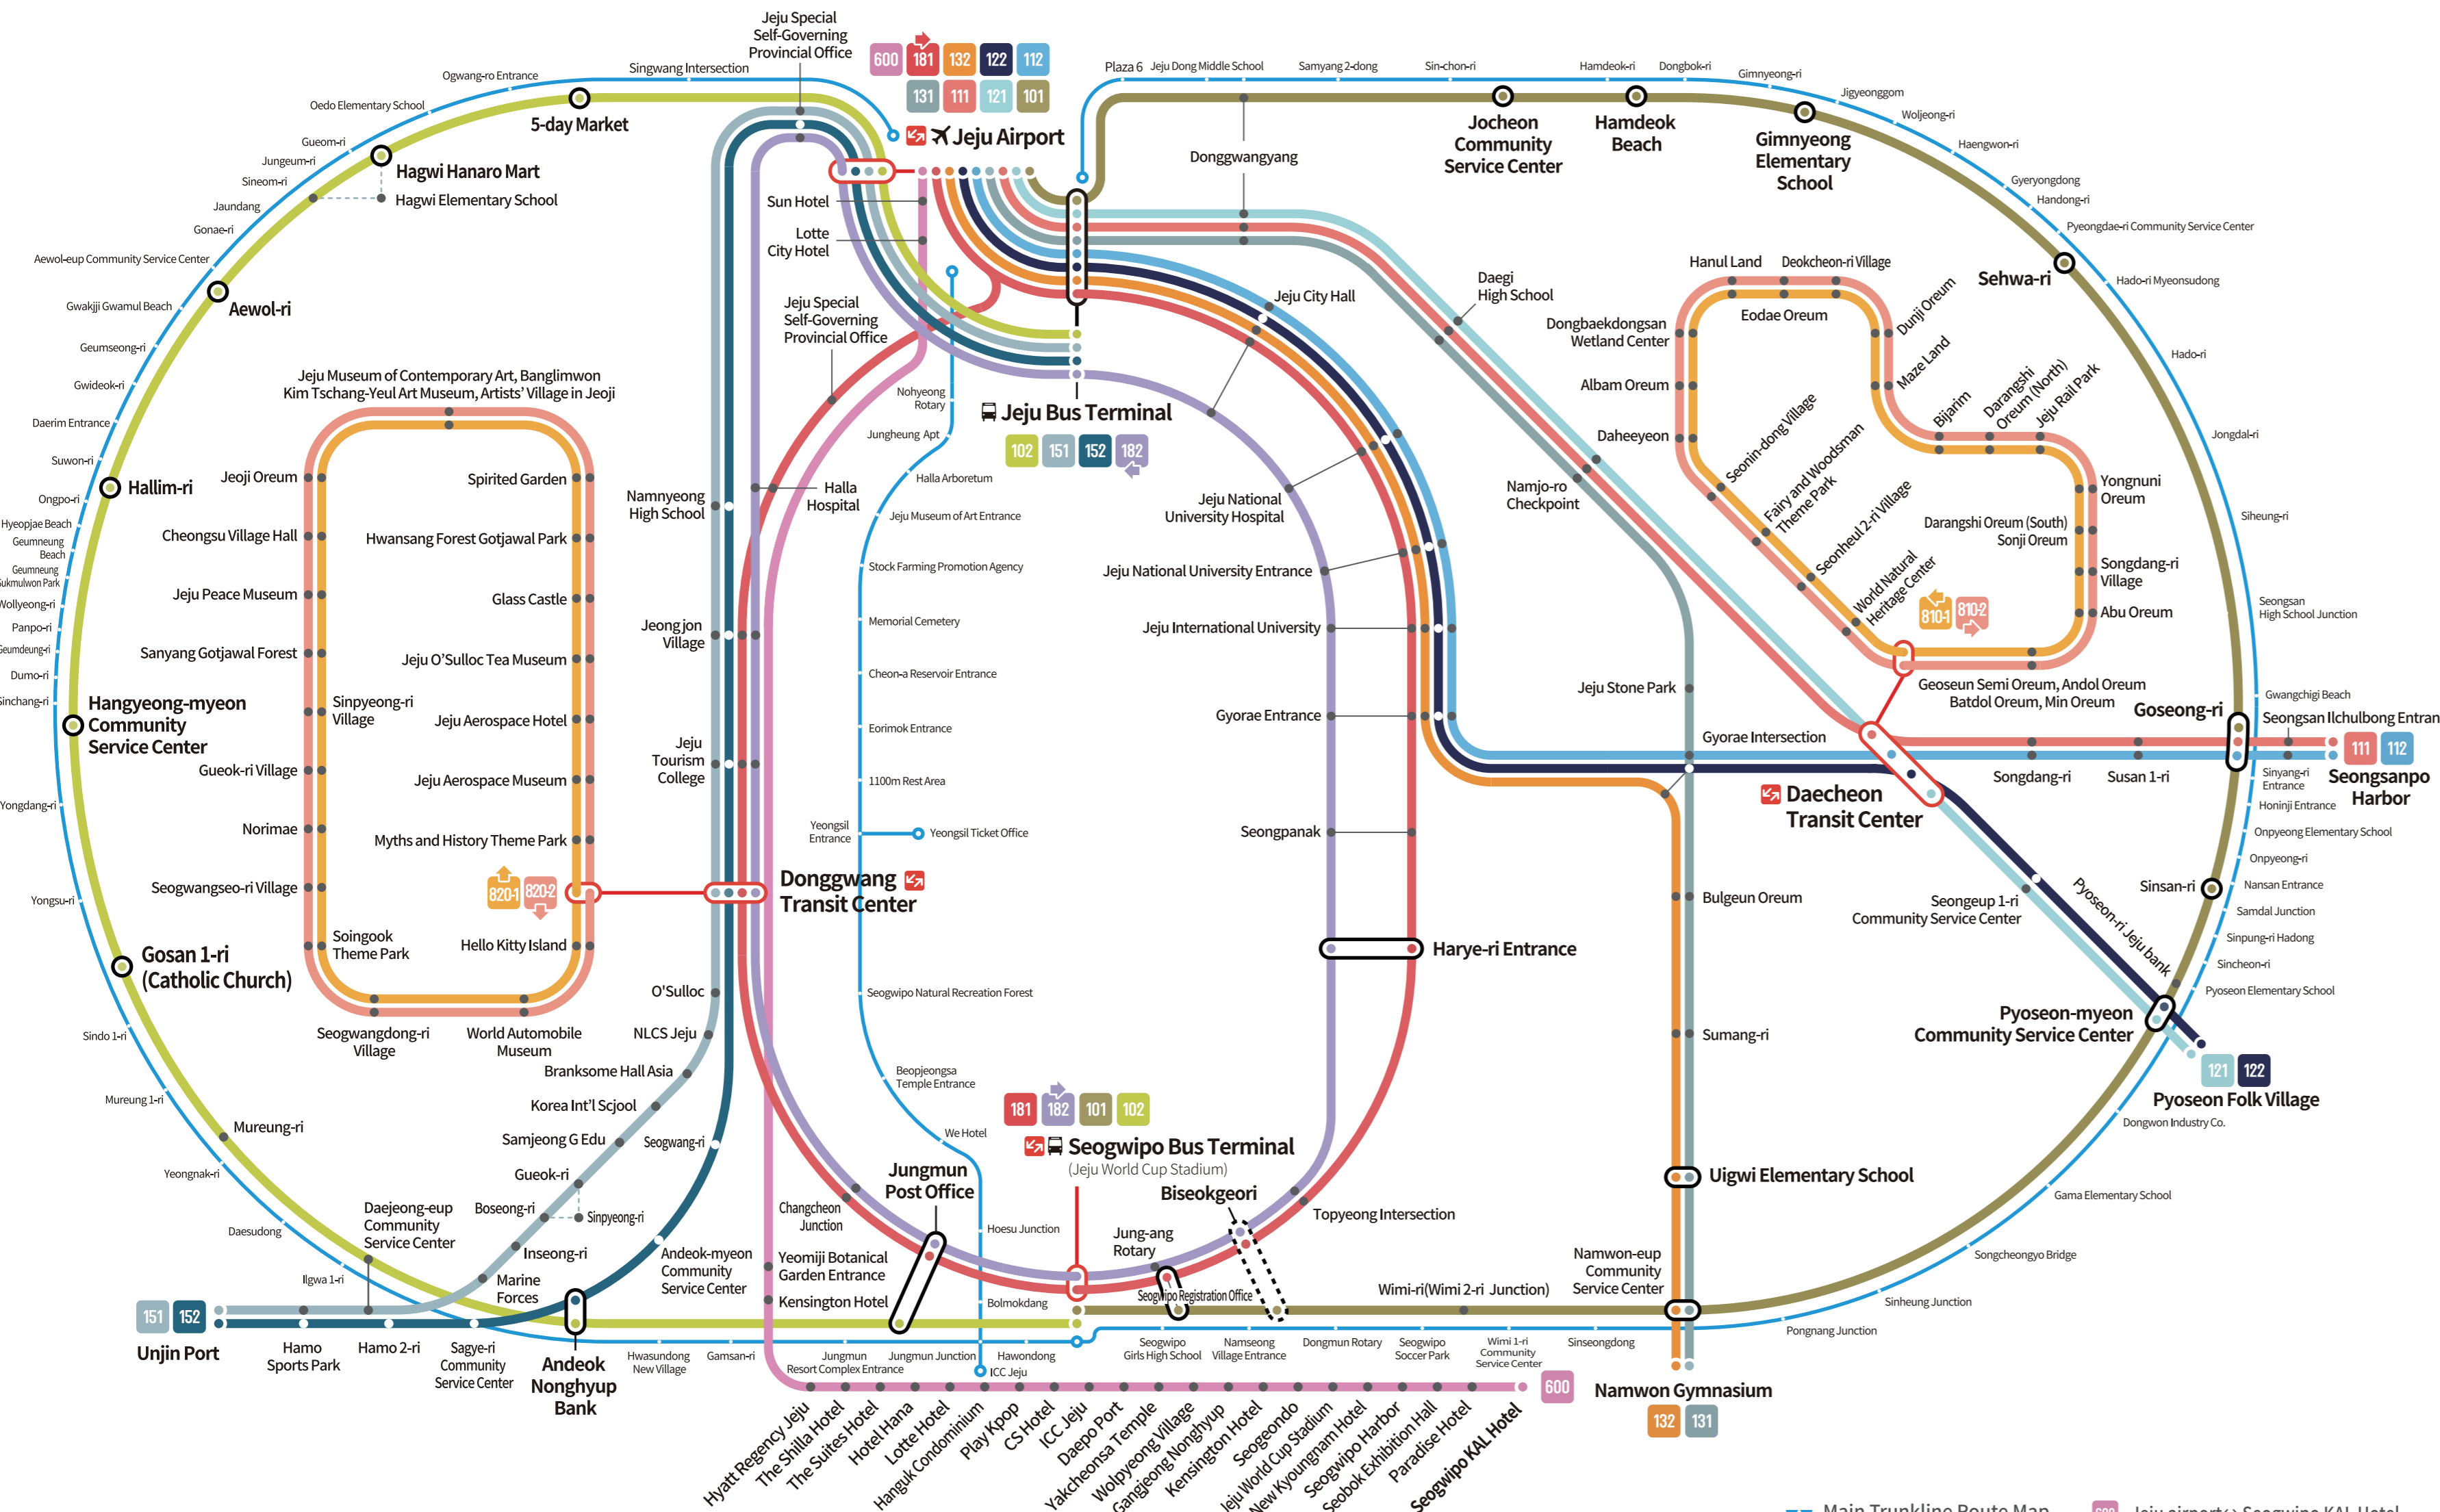 Jeju Special
Self-Governing
Provincial Office
600
181
132
122
112
131
111
121
101
Jeju Airport
Singwang Intersection
Ogwang-ro Entrance
Oedo Elementary School
5-day Market
Gueom-ri
Jungeum-ri
Sineom-ri
Hagwi Hanaro Mart
Hagwi Elementary School
Jaundang
Gonae-ri
Aewol-eup Community Service Center
Gwakjji Gwamul Beach
Aewol-ri
Geumseong-ri
Gwideok-ri
Daerim Entrance
Suwon-ri
Hallim-ri
Ongpo-ri
Hyeopjae Beach
Geumneung
Beach
Geumneung
Sukmulwon Park
Wollyeong-ri
Panpo-ri
Geumdeung-ri
Dumo-ri
Sinchang-ri
Hangyeong-myeon
Community
Service Center
Yongdang-ri
Yongsu-ri
Gosan 1-ri
(Catholic Church)
Sindo 1-ri
Mureung 1-ri
Mureung-ri
Yeongnak-ri
Daesudong
Ilgwa 1-ri
Daejeong-eup
Community
Service Center
151
152
Unjin Port
Hamo
Sports Park
Hamo 2-ri
Sagye-ri
Community
Service Center
Andeok
Nonghyup
Bank
Marine
Forces
Inseong-ri
Boseong-ri
Sinpyeong-ri
Gueok-ri
Samjeong G Edu
Korea Int'l Scjool
Branksome Hall Asia
NLCS Jeju
O'Sulloc
Seogwang-ri
Andeok-myeon
Community
Service Center
Jeju Museum of Contemporary Art, Banglimwon
Kim Tschang-Yeul Art Museum, Artists' Village in Jeoji
Jeoji Oreum
Cheongsu Village Hall
Jeju Peace Museum
Sanyang Gotjawal Forest
Sinpyeong-ri
Village
Gueok-ri Village
Norimae
Seogwangseo-ri Village
Soingook
Theme Park
Seogwangdong-ri
Village
World Automobile
Museum
Spirited Garden
Hwansang Forest Gotjawal Park
Glass Castle
Jeju O'Sulloc Tea Museum
Jeju Aerospace Hotel
Jeju Aerospace Museum
Myths and History Theme Park
820-1
820-2
Hello Kitty Island
Sun Hotel
Lotte
City Hotel
Jeju Special
Self-Governing
Provincial Office
Namnyeong
High School
Halla
Hospital
Jeongjon
Village
Jeju
Tourism
College
Donggwang
Transit Center
Nohyeong
Rotary
Jungheung Apt
Halla Arboretum
Jeju Museum of Art Entrance
Stock Farming Promotion Agency
Memorial Cemetery
Cheon-a Reservoir Entrance
Eorimok Entrance
1100m Rest Area
Yeongsil
Entrance
Yeongsil Ticket Office
Seogwipo Natural Recreation Forest
Beopjeongsa
Temple Entrance
We Hotel
Hoesu Junction
Bolmokdang
ICC Jeju
Jeju Bus Terminal
102
151
152
182
Jeju City Hall
Jeju National
University Hospital
Jeju National University Entrance
Jeju International University
Gyorae Entrance
Seongpanak
Harye-ri Entrance
181
182
101
102
Seogwipo Bus Terminal
(Jeju World Cup Stadium)
Jungmun
Post Office
Changcheon
Junction
Yeomiji Botanical
Garden Entrance
Kensington Hotel
Biseokgeori
Jung-ang
Rotary
Seogwipo Registration Office
Topyeong Intersection
Wimi-ri(Wimi 2-ri Junction)
Namwon-eup
Community
Service Center
Hwasundong
New Village
Gamsan-ri
Jungmun
Resort Complex Entrance
Jungmun Junction
Hawondong
Seogwipo
Girls High School
Namseong
Village Entrance
Dongmun Rotary
Seogwipo
Soccer Park
Wimi 1-ri
Community
Service Center
Sinseongdong
Pongnang Junction
Sinheung Junction
Songcheongyo Bridge
Gama Elementary School
Dongwon Industry Co.
Hyatt Regency Jeju
The Shilla Hotel
The Suites Hotel
Hotel Hana
Lotte Hotel
Hanguk Condominium
Play Kpop
CS Hotel
ICC Jeju
Daepo Port
Yakcheonsa Temple
Wolpyeong Village
Gangjeong Nonghyup
Kensington Hotel
Seogeondo
Jeju World Cup Stadium
New Kyoungnam Hotel
Seogwipo Harbor
Seobok Exhibition Hall
Paradise Hotel
Seogwipo KAL Hotel
600
Namwon Gymnasium
132
131
Uigwi Elementary School
Sumang-ri
Bulgeun Oreum
Gyorae Intersection
Jeju Stone Park
Namjo-ro
Checkpoint
Daegi
High School
Donggwangyang
Plaza 6
Jeju Dong Middle School
Samyang 2-dong
Sin-chon-ri
Hamdeok-ri
Dongbok-ri
Gimnyeong-ri
Jigyeonggom
Woljeong-ri
Haengwon-ri
Gyeryongdong
Handong-ri
Pyeongdae-ri Community Service Center
Hado-ri Myeonsudong
Hado-ri
Jongdal-ri
Siheung-ri
Seongsan
High School Junction
Gwangchigi Beach
Jocheon
Community
Service Center
Hamdeok
Beach
Gimnyeong
Elementary
School
Sehwa-ri
Hanul Land
Deokcheon-ri Village
Eodae Oreum
Dunji Oreum
Maze Land
Bijarim
Darangshi
Oreum (North)
Jeju Rail Park
Yongnuni
Oreum
Darangshi Oreum (South)
Sonji Oreum
Songdang-ri
Village
Abu Oreum
Dongbaekdongsan
Wetland Center
Albam Oreum
Daheeyeon
Seonin-dong Village
Fairy and Woodsman
Theme Park
Seonheul 2-ri Village
World Natural
Heritage Center
810-1
810-2
Geoseun Semi Oreum, Andol Oreum
Batdol Oreum, Min Oreum
Daecheon
Transit Center
Songdang-ri
Susan 1-ri
Goseong-ri
Seongsan Ilchulbong Entran
111
112
Seongsanpo
Harbor
Sinyang-ri
Entrance
Honinji Entrance
Onpyeong Elementary School
Onpyeong-ri
Nansan Entrance
Samdal Junction
Sinpung-ri Hadong
Sincheon-ri
Pyoseon Elementary School
Sinsan-ri
Seongeup 1-ri
Community Service Center
Pyoseon-ri Jeju bank
Pyoseon-myeon
Community Service Center
121
122
Pyoseon Folk Village
Main Trunkline Route Map
600
Jeju airport↔Seogwipo KAL Hotel